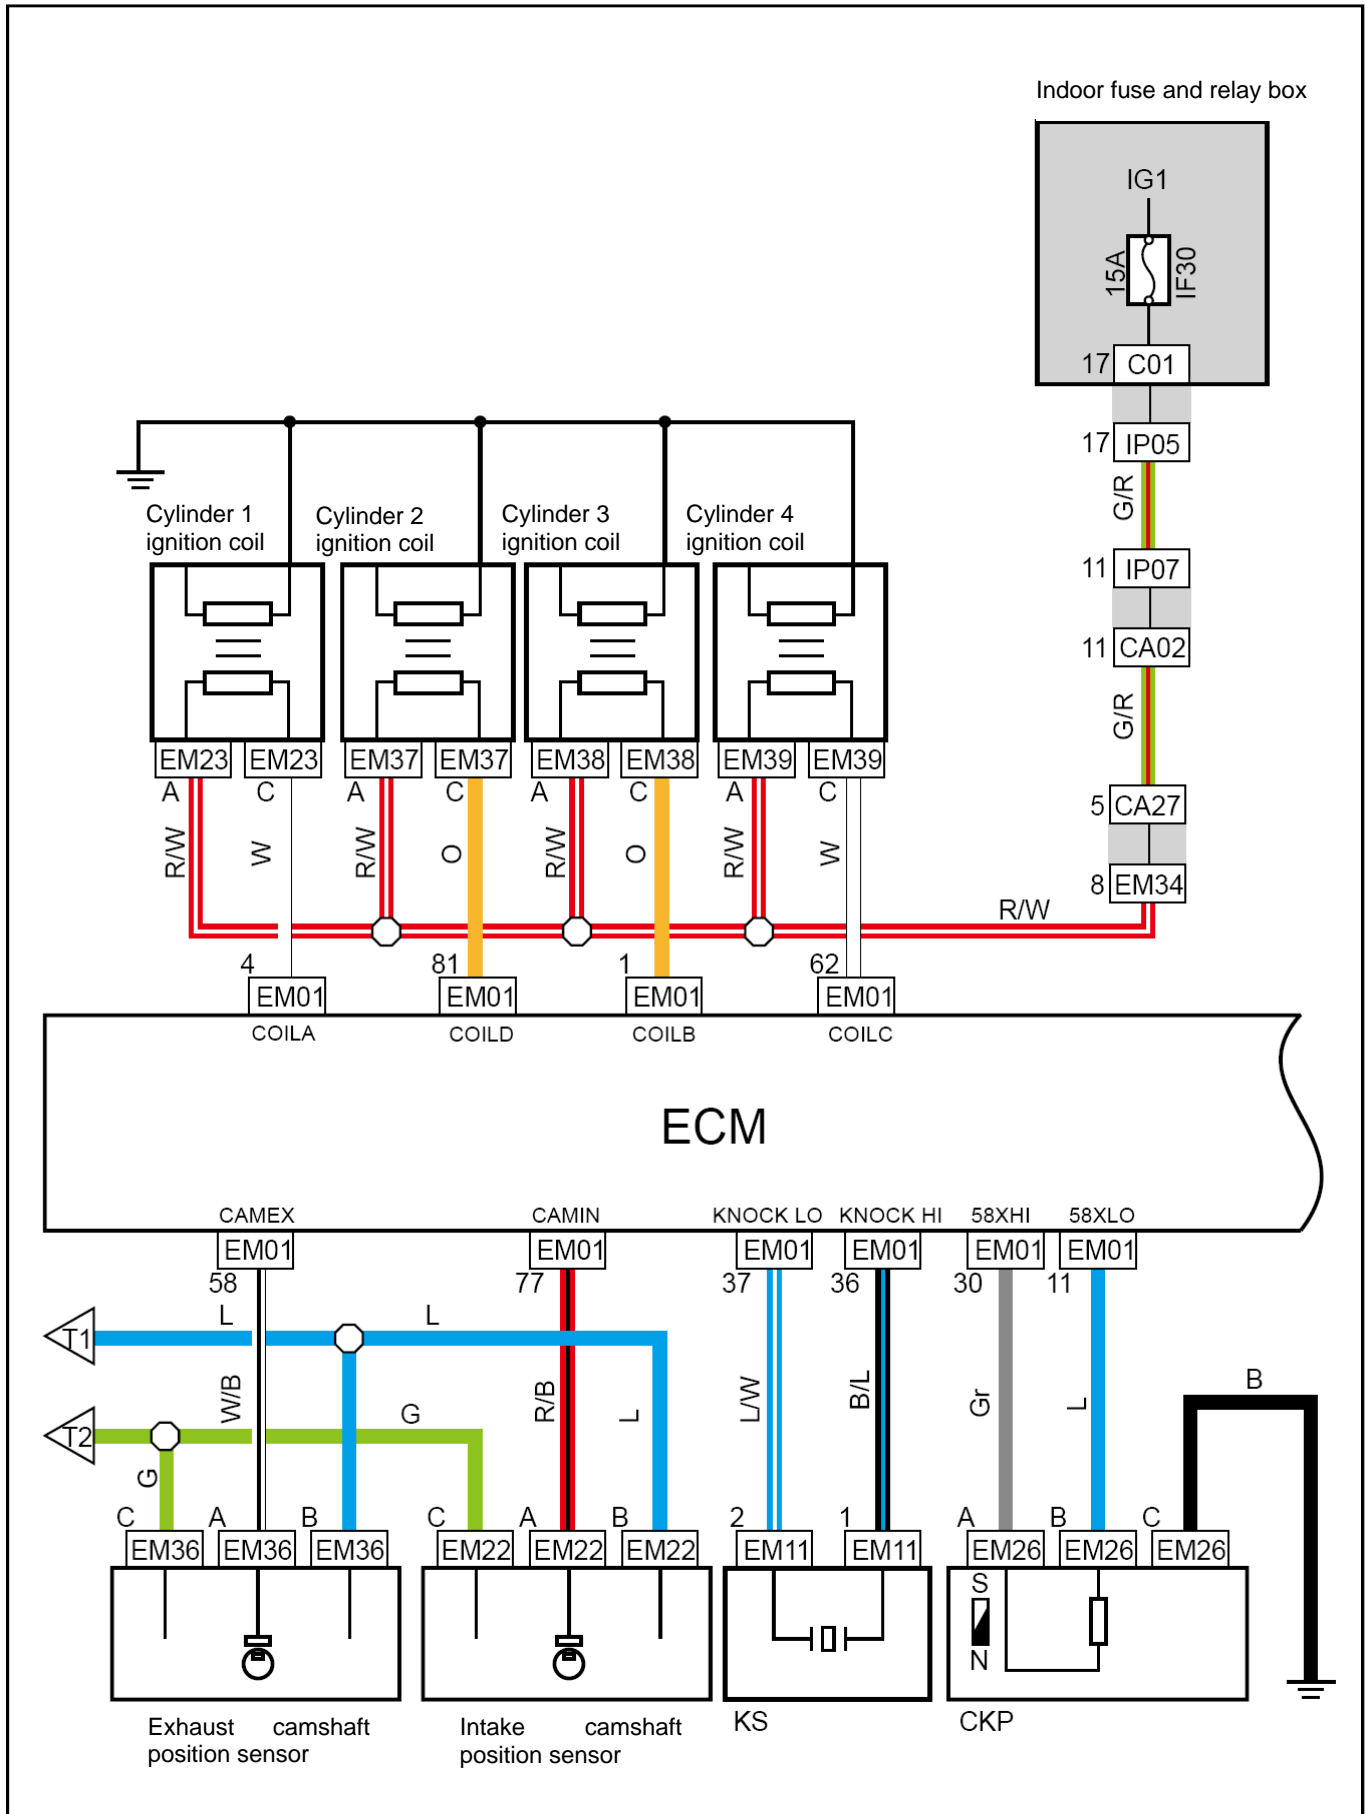 Indoor fuse and relay box
IG1
15A
IF30
17 C01
17 IP05
G/R
11 IP07
11 CA02
G/R
5 CA27
8 EM34
R/W
Cylinder 1
ignition coil
Cylinder 2
ignition coil
Cylinder 3
ignition coil
Cylinder 4
ignition coil
EM23 EM23 EM37 EM37 EM38 EM38 EM39 EM39
A C A C A C A C
R/W W R/W O R/W O R/W W
4 81 1 62
EM01 EM01 EM01 EM01
COILA COILD COILB COILC
ECM
CAMEX CAMIN KNOCK LO KNOCK HI 58XHI 58XLO
EM01 EM01 EM01 EM01 EM01 EM01
58 77 37 36 30 11
T1 L L
W/B R/B L L/W B/L Gr L B
T2 G
G
C A B C A B 2 1 A B C
EM36 EM36 EM36 EM22 EM22 EM22 EM11 EM11 EM26 EM26 EM26
S
N
Exhaust camshaft
position sensor
Intake camshaft
position sensor
KS
CKP